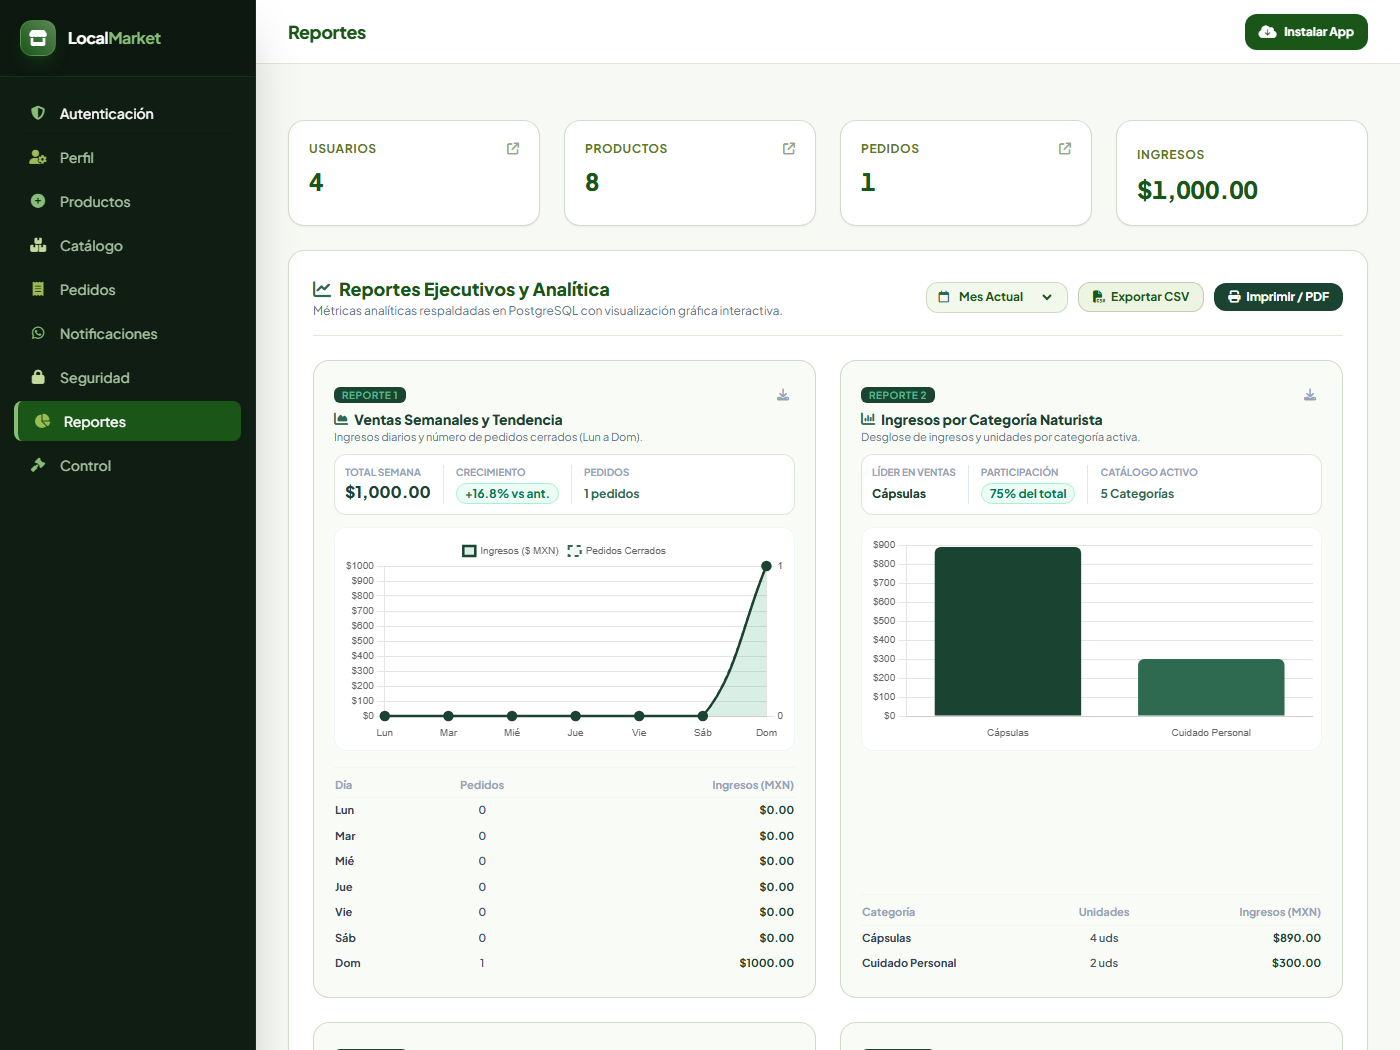 LocalMarket
Reportes
Instalar App
Autenticación
Perfil
Productos
Catálogo
Pedidos
Notificaciones
Seguridad
Reportes
Control
USUARIOS
4
PRODUCTOS
8
PEDIDOS
1
INGRESOS
$1,000.00
Reportes Ejecutivos y Analítica
Métricas analíticas respaldadas en PostgreSQL con visualización gráfica interactiva.
Mes Actual
Exportar CSV
Imprimir / PDF
REPORTE 1
Ventas Semanales y Tendencia
Ingresos diarios y número de pedidos cerrados (Lun a Dom).
TOTAL SEMANA
$1,000.00
CRECIMIENTO
+16.8% vs ant.
PEDIDOS
1 pedidos
Ingresos ($ MXN) Pedidos Cerrados
$1000
$900
$800
$700
$600
$500
$400
$300
$200
$100
$0
1
0
Lun Mar Mié Jue Vie Sáb Dom
Día Pedidos Ingresos (MXN)
Lun 0 $0.00
Mar 0 $0.00
Mié 0 $0.00
Jue 0 $0.00
Vie 0 $0.00
Sáb 0 $0.00
Dom 1 $1000.00
REPORTE 2
Ingresos por Categoría Naturista
Desglose de ingresos y unidades por categoría activa.
LÍDER EN VENTAS
Cápsulas
PARTICIPACIÓN
75% del total
CATÁLOGO ACTIVO
5 Categorías
$900
$800
$700
$600
$500
$400
$300
$200
$100
$0
Cápsulas Cuidado Personal
Categoría Unidades Ingresos (MXN)
Cápsulas 4 uds $890.00
Cuidado Personal 2 uds $300.00